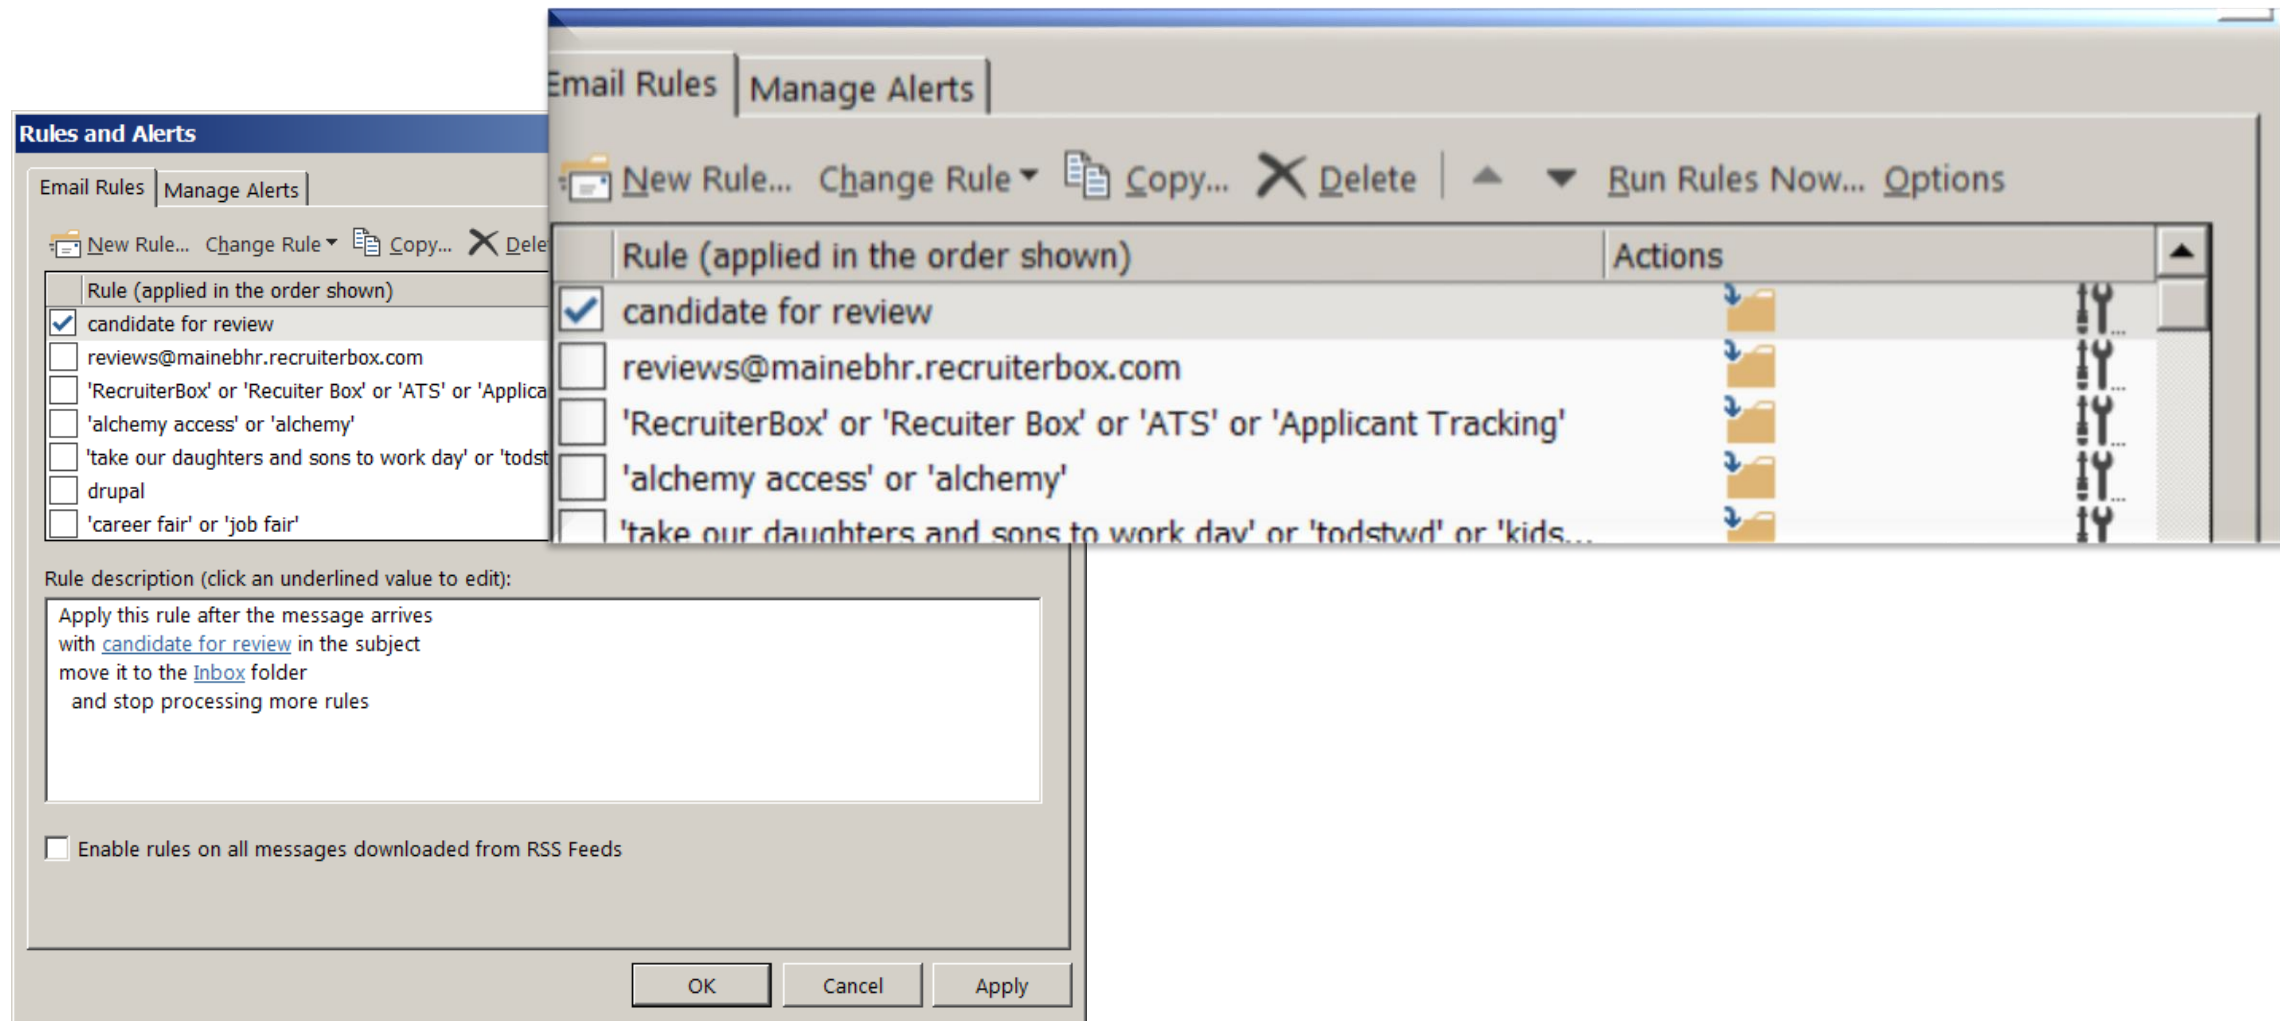 Rules and Alerts
Email Rules Manage Alerts
New Rule... Change Rule Copy... Dele
Rule (applied in the order shown)
candidate for review
reviews@mainebhr.recruiterbox.com
'RecruiterBox' or 'Recuiter Box' or 'ATS' or 'Applica
'alchemy access' or 'alchemy'
'take our daughters and sons to work day' or 'todst
drupal
'career fair' or 'job fair'
Rule description (click an underlined value to edit):
Apply this rule after the message arrives
with candidate for review in the subject
move it to the Inbox folder
and stop processing more rules
Enable rules on all messages downloaded from RSS Feeds
OK Cancel Apply
Email Rules Manage Alerts
New Rule... Change Rule Copy... Delete Run Rules Now... Options
Rule (applied in the order shown) Actions
candidate for review ...
reviews@mainebhr.recruiterbox.com ...
'RecruiterBox' or 'Recuiter Box' or 'ATS' or 'Applicant Tracking' ...
'alchemy access' or 'alchemy' ...
'take our daughters and sons to work day' or 'todstwd' or 'kids...